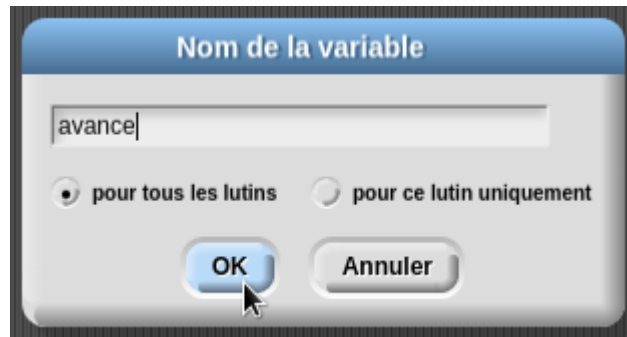 Nom de la variable
avance
pour tous les lutins pour ce lutin uniquement
OK Annuler